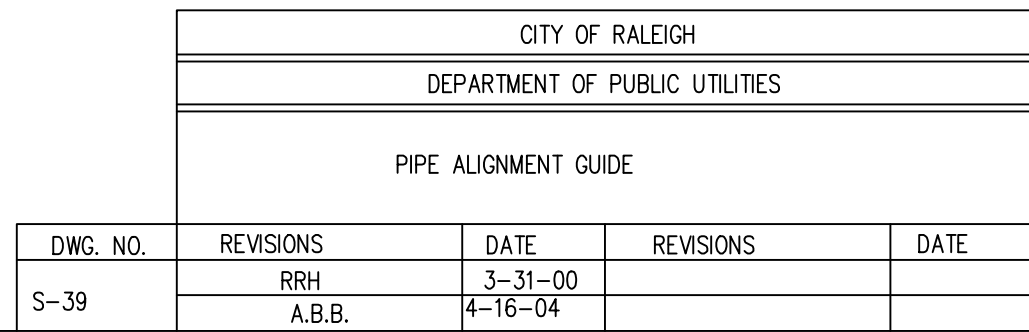 CITY OF RALEIGH
DEPARTMENT OF PUBLIC UTILITIES
PIPE ALIGNMENT GUIDE
DWG. NO. REVISIONS DATE REVISIONS DATE
S-39
RRH 3-31-00
A.B.B. 4-16-04